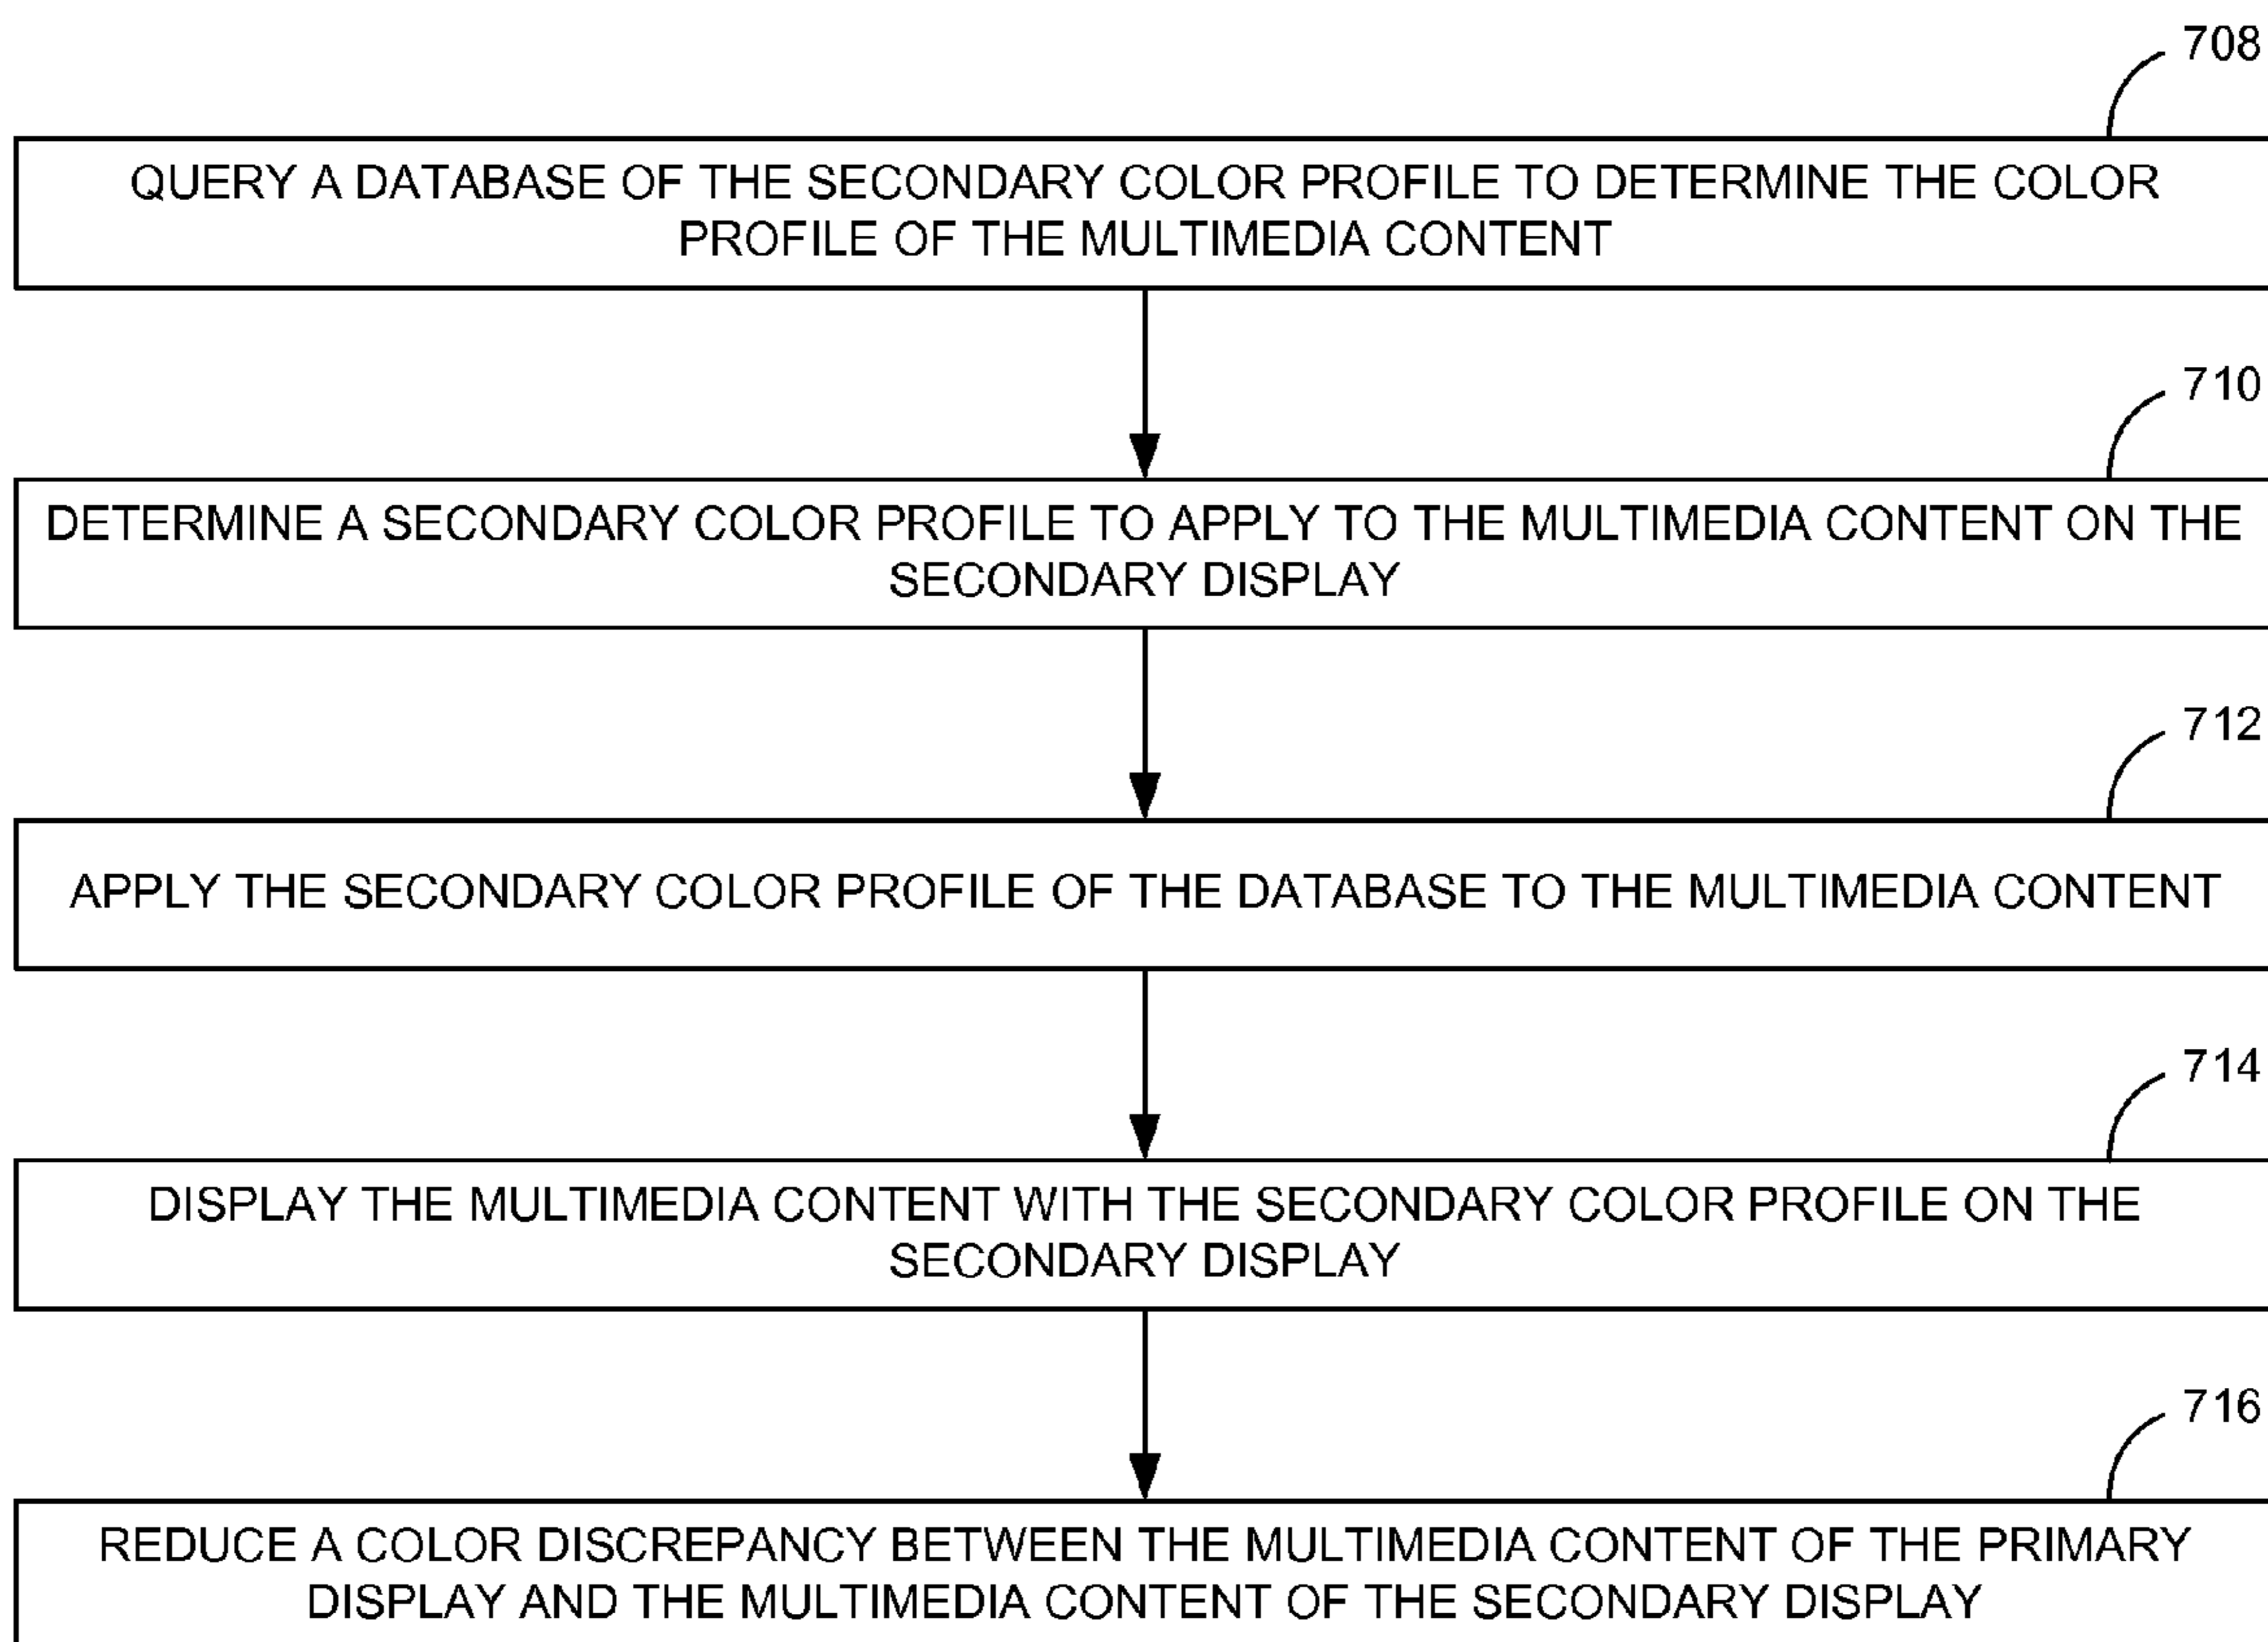 708
QUERY A DATABASE OF THE SECONDARY COLOR PROFILE TO DETERMINE THE COLOR
PROFILE OF THE MULTIMEDIA CONTENT
710
DETERMINE A SECONDARY COLOR PROFILE TO APPLY TO THE MULTIMEDIA CONTENT ON THE
SECONDARY DISPLAY
712
APPLY THE SECONDARY COLOR PROFILE OF THE DATABASE TO THE MULTIMEDIA CONTENT
714
DISPLAY THE MULTIMEDIA CONTENT WITH THE SECONDARY COLOR PROFILE ON THE
SECONDARY DISPLAY
716
REDUCE A COLOR DISCREPANCY BETWEEN THE MULTIMEDIA CONTENT OF THE PRIMARY
DISPLAY AND THE MULTIMEDIA CONTENT OF THE SECONDARY DISPLAY